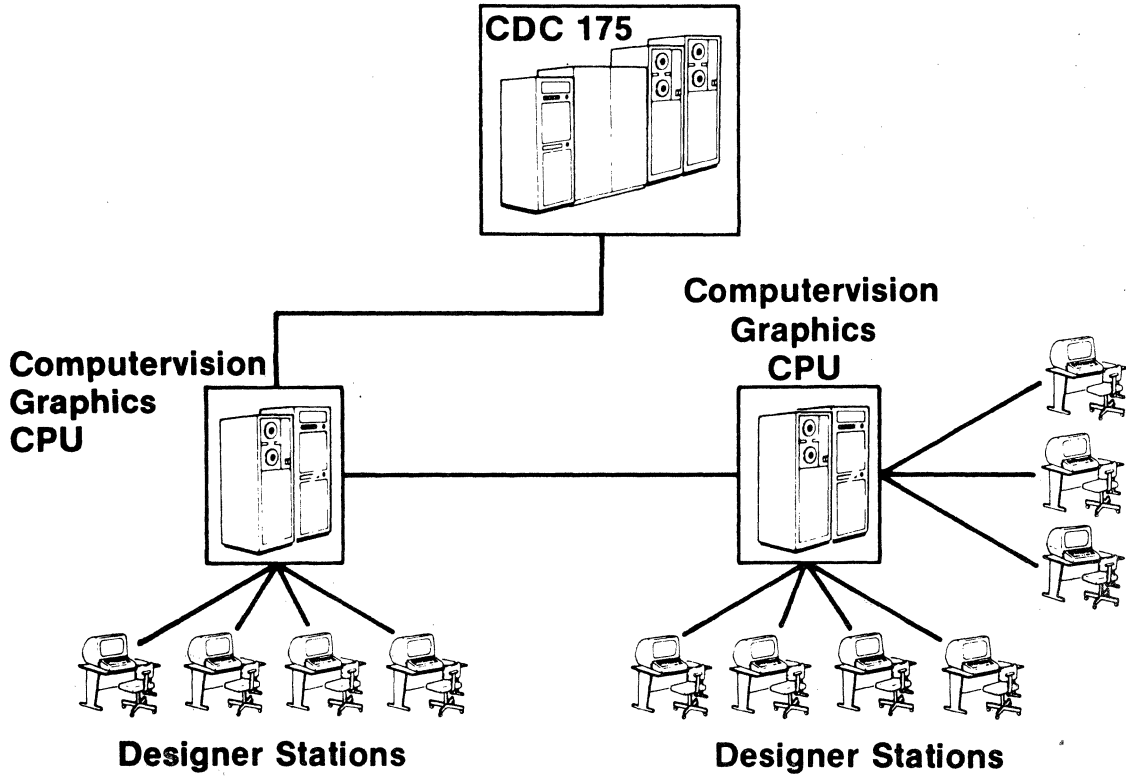 CDC 175
Computervision
Graphics
CPU
Computervision
Graphics
CPU
Designer Stations
Designer Stations